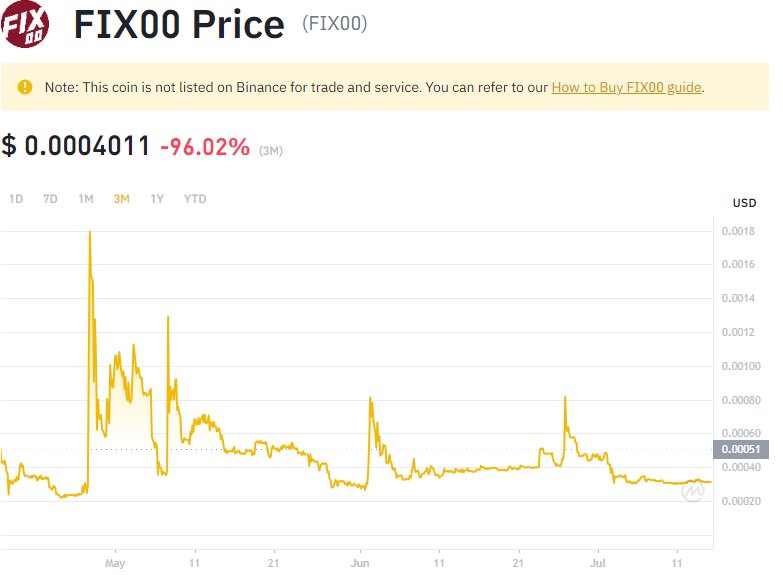 FIX
00
FIX00 Price (FIX00)
Note: This coin is not listed on Binance for trade and service. You can refer to our How to Buy FIX00 guide.
$ 0.0004011 -96.02% (3M)
1D 7D 1M 3M 1Y YTD
USD
0.0018
0.0016
0.0014
0.0012
0.00100
0.00080
0.00060
0.00051
0.00040
0.00020
May 11 21 Jun 11 21 Jul 11